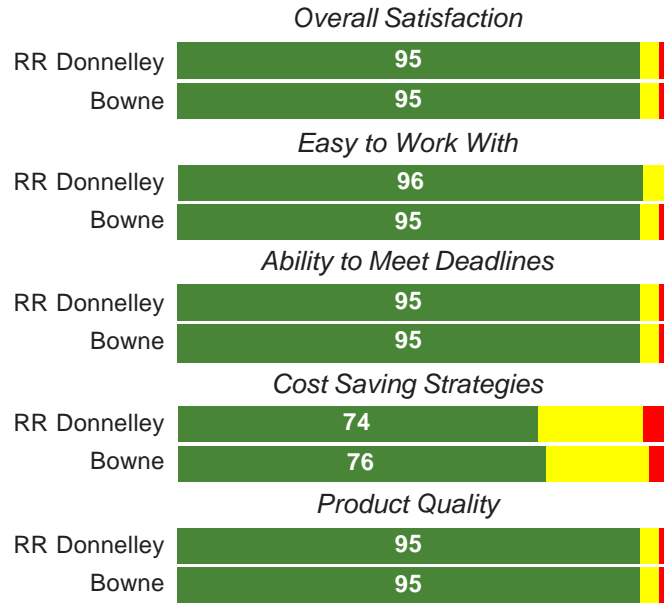 Overall Satisfaction
RR Donnelley 95
Bowne 95
Easy to Work With
RR Donnelley 96
Bowne 95
Ability to Meet Deadlines
RR Donnelley 95
Bowne 95
Cost Saving Strategies
RR Donnelley 74
Bowne 76
Product Quality
RR Donnelley 95
Bowne 95